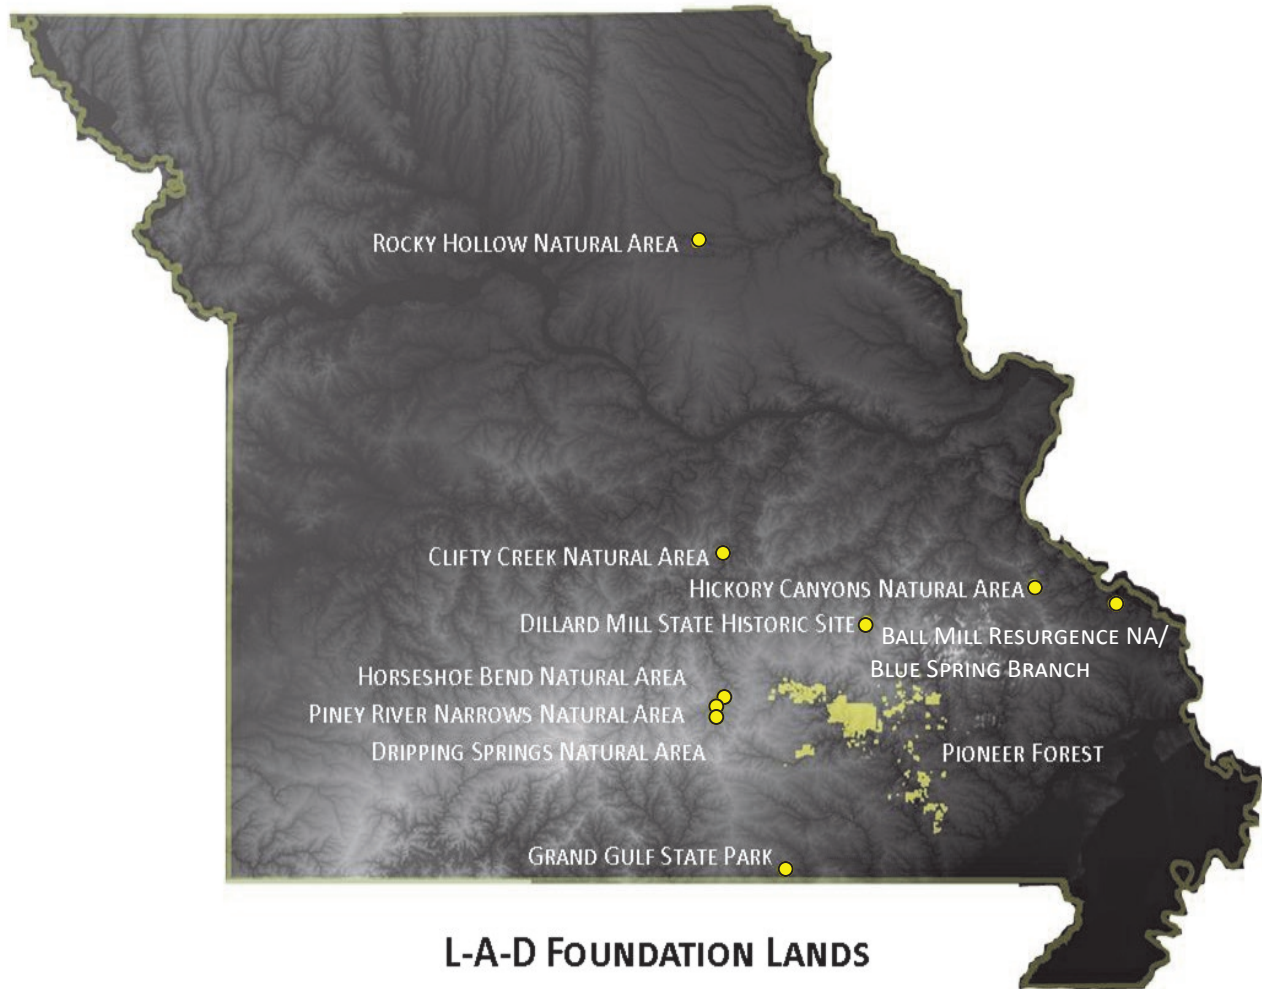 Rocky Hollow Natural Area
Clifty Creek Natural Area
Hickory Canyons Natural Area
Dillard Mill State Historic Site
Ball Mill Resurgence NA/
Blue Spring Branch
Horseshoe Bend Natural Area
Piney River Narrows Natural Area
Dripping Springs Natural Area
Pioneer Forest
Grand Gulf State Park
L-A-D Foundation Lands